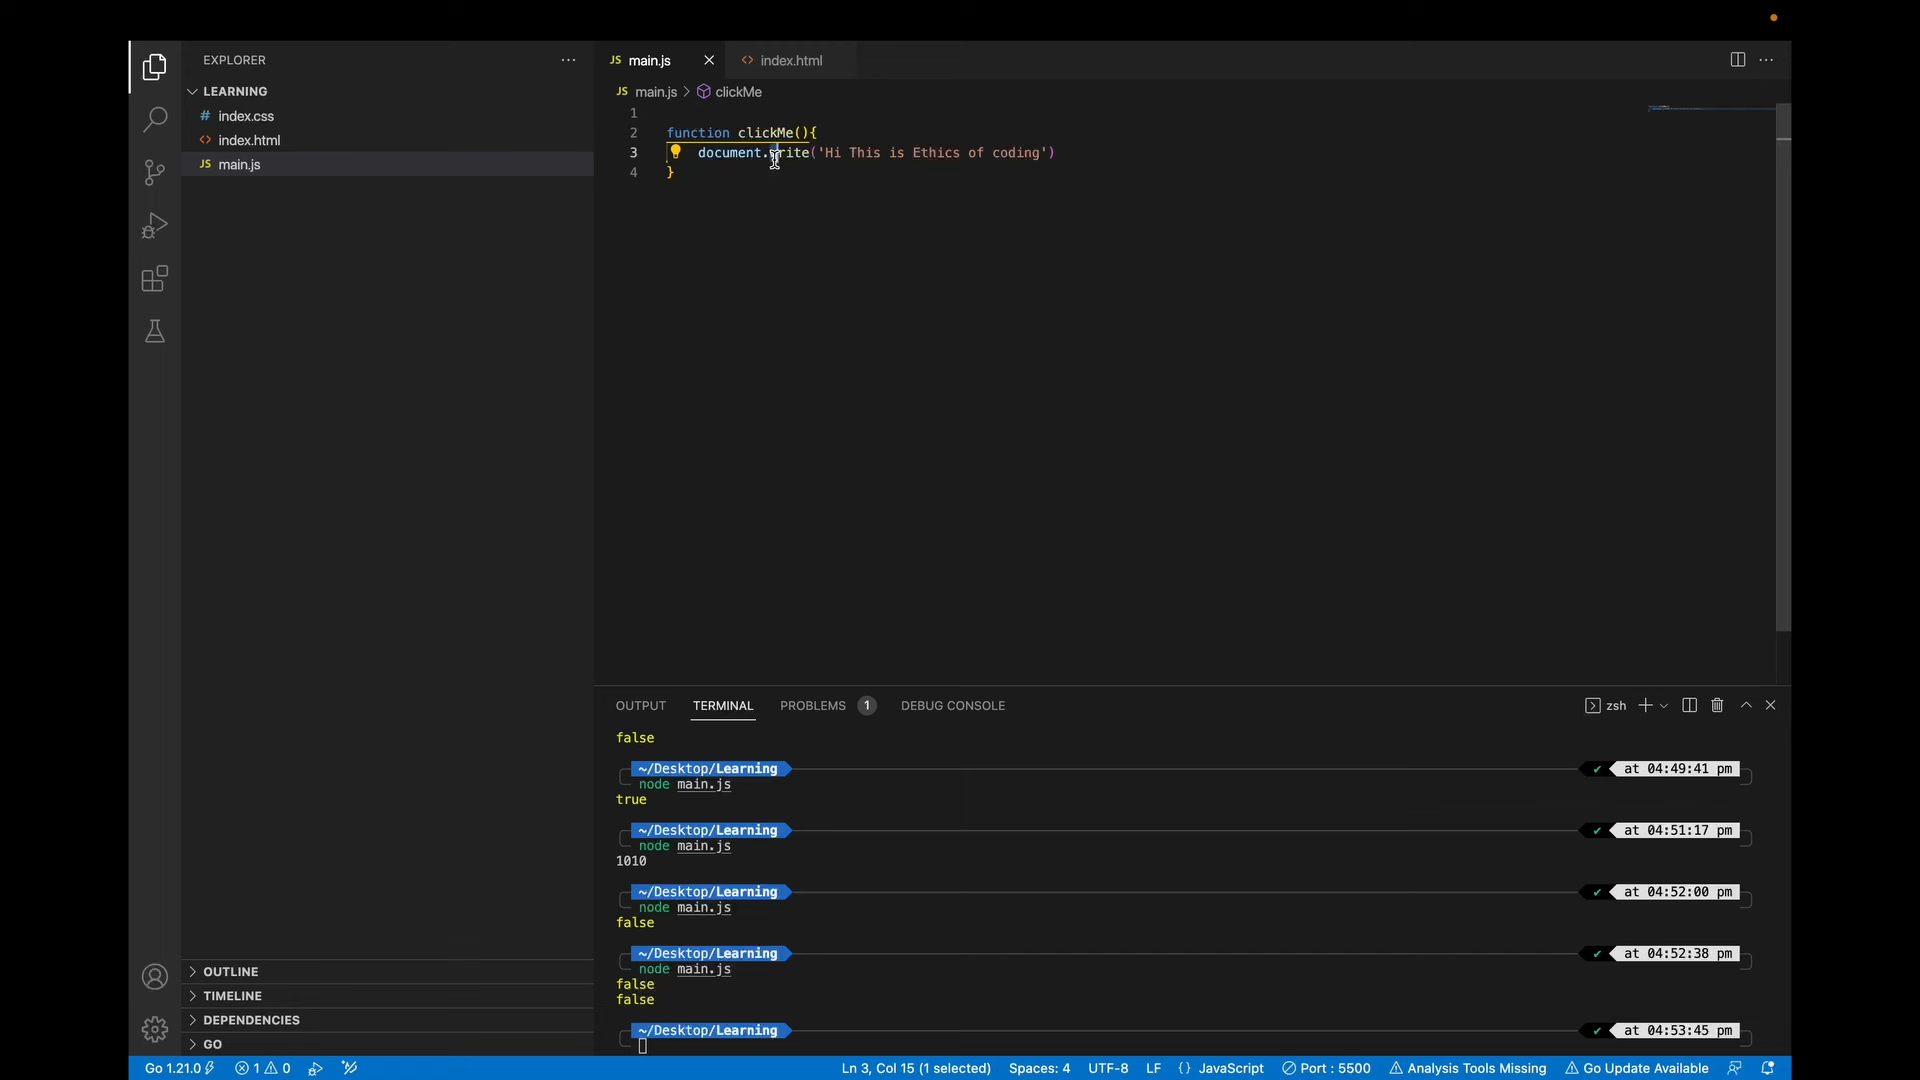 EXPLORER
LEARNING
# index.css
<> index.html
JS main.js
OUTLINE
TIMELINE
DEPENDENCIES
GO
JS main.js
<> index.html
JS main.js > clickMe
1
2 function clickMe(){
3 document.write('Hi This is Ethics of coding')
4 }
OUTPUT TERMINAL PROBLEMS 1 DEBUG CONSOLE
zsh
false
~/Desktop/Learning at 04:49:41 pm
node main.js
true
~/Desktop/Learning at 04:51:17 pm
node main.js
1010
~/Desktop/Learning at 04:52:00 pm
node main.js
false
~/Desktop/Learning at 04:52:38 pm
node main.js
false
false
~/Desktop/Learning at 04:53:45 pm
Go 1.21.0 1 0 Ln 3, Col 15 (1 selected) Spaces: 4 UTF-8 LF {} JavaScript Port : 5500 Analysis Tools Missing Go Update Available